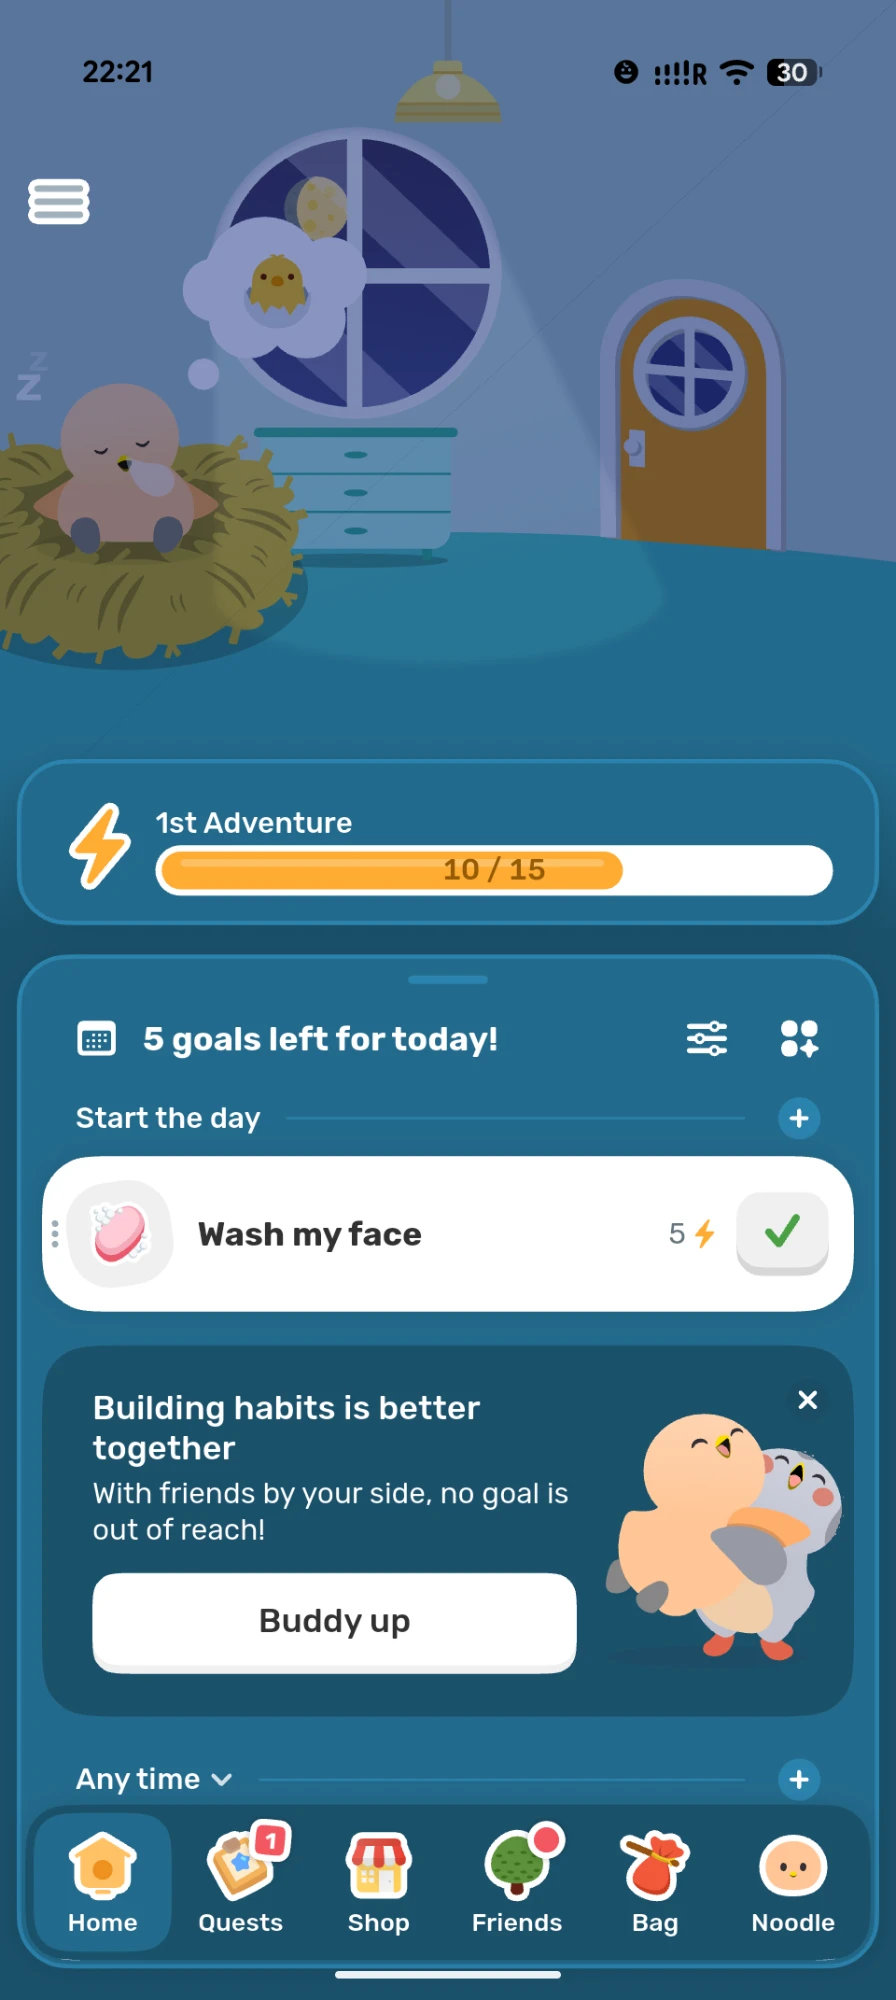 22:21
R
30
z
z
1st Adventure
10 / 15
5 goals left for today!
Start the day
Wash my face
5
Building habits is better
together
With friends by your side, no goal is
out of reach!
Buddy up
Any time
1
Home
Quests
Shop
Friends
Bag
Noodle